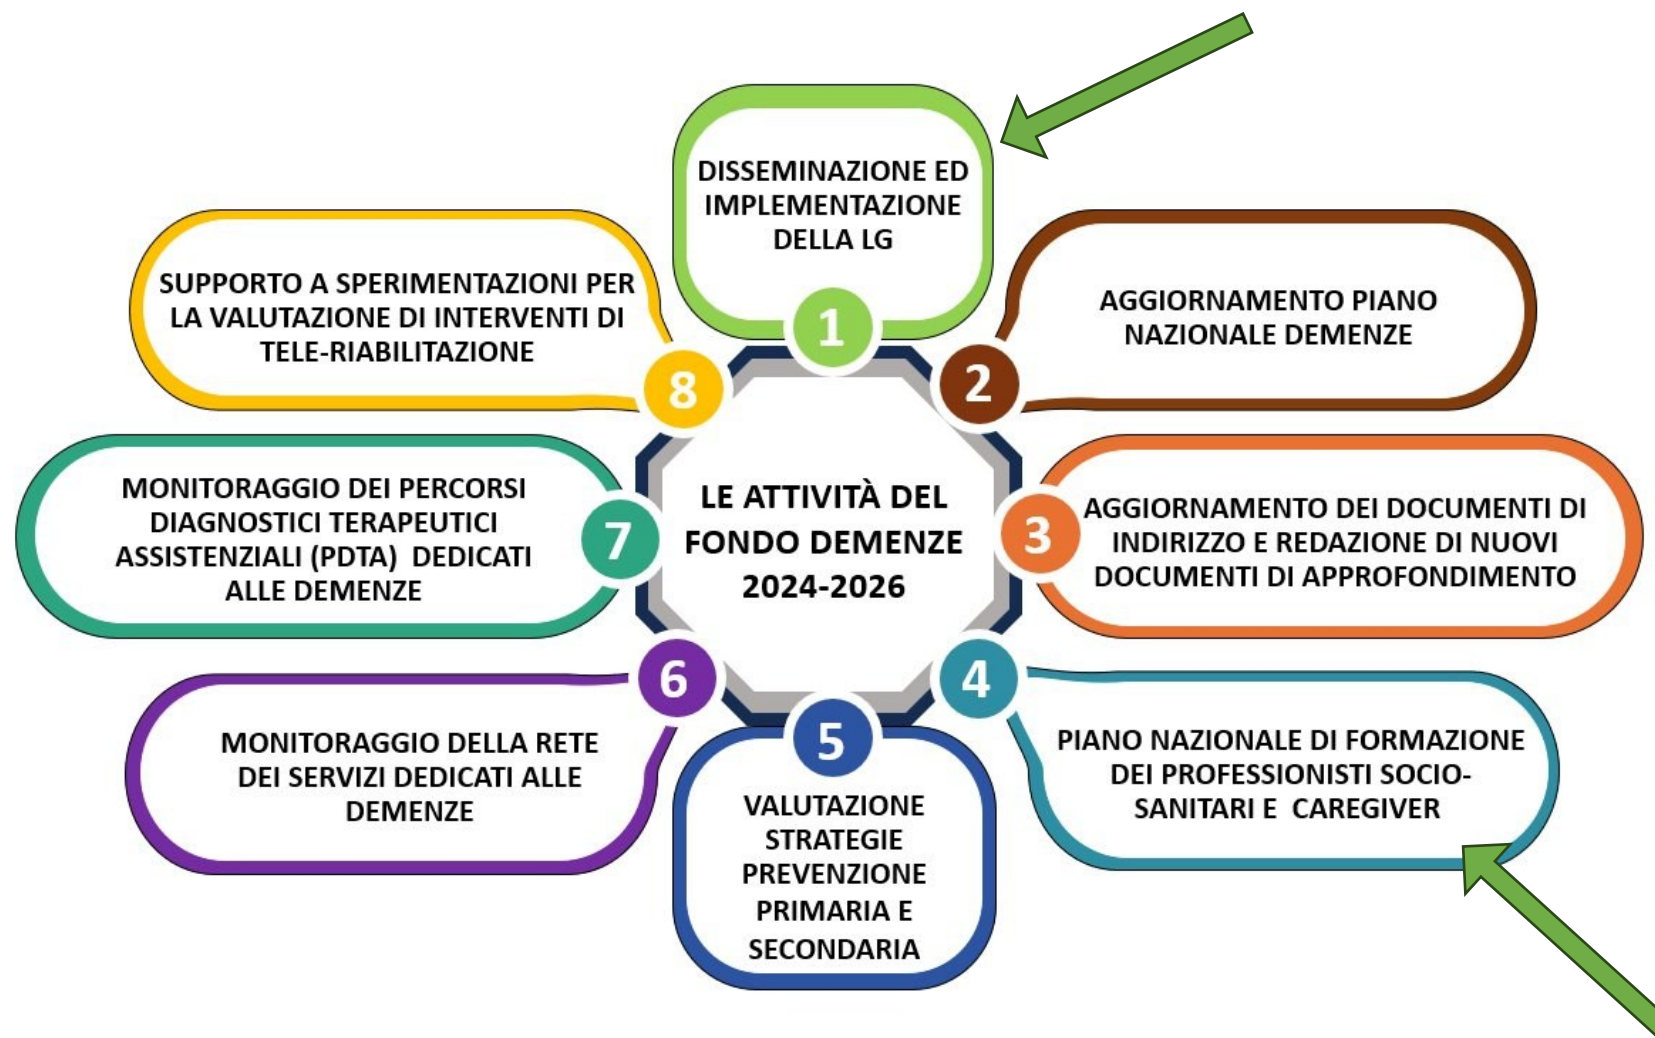 LE ATTIVITÀ DEL
FONDO DEMENZE
2024-2026
1
DISSEMINAZIONE ED
IMPLEMENTAZIONE
DELLA LG
2
AGGIORNAMENTO PIANO
NAZIONALE DEMENZE
3
AGGIORNAMENTO DEI DOCUMENTI DI
INDIRIZZO E REDAZIONE DI NUOVI
DOCUMENTI DI APPROFONDIMENTO
4
PIANO NAZIONALE DI FORMAZIONE
DEI PROFESSIONISTI SOCIO-
SANITARI E CAREGIVER
5
VALUTAZIONE
STRATEGIE
PREVENZIONE
PRIMARIA E
SECONDARIA
6
MONITORAGGIO DELLA RETE
DEI SERVIZI DEDICATI ALLE
DEMENZE
7
MONITORAGGIO DEI PERCORSI
DIAGNOSTICI TERAPEUTICI
ASSISTENZIALI (PDTA) DEDICATI
ALLE DEMENZE
8
SUPPORTO A SPERIMENTAZIONI PER
LA VALUTAZIONE DI INTERVENTI DI
TELE-RIABILITAZIONE